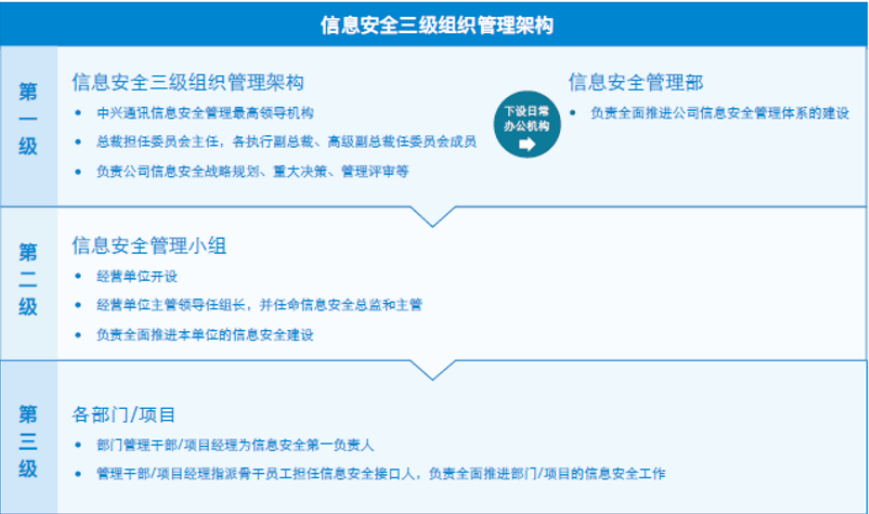 信息安全三级组织管理架构
第一级
信息安全三级组织管理架构
• 中兴通讯信息安全管理最高领导机构
• 总裁担任委员会主任，各执行副总裁、高级副总裁任委员会成员
• 负责公司信息安全战略规划、重大决策、管理评审等
下设日常
办公机构
信息安全管理部
• 负责全面推进公司信息安全管理体系的建设
第二级
信息安全管理小组
• 经营单位开设
• 经营单位主管领导任组长，并任命信息安全总监和主管
• 负责全面推进本单位的信息安全建设
第三级
各部门/项目
• 部门管理干部/项目经理为信息安全第一负责人
• 管理干部/项目经理指派骨干员工担任信息安全接口人，负责全面推进部门/项目的信息安全工作